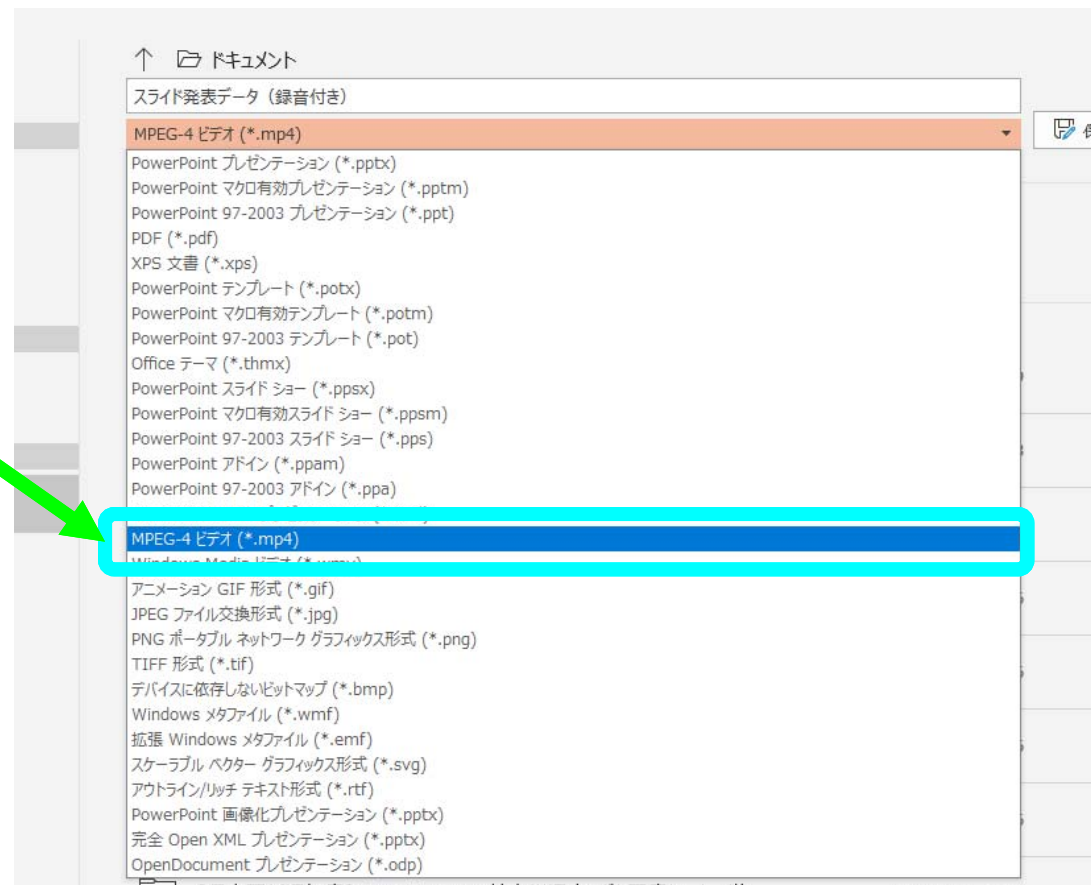 ↑ ドキュメント
スライド発表データ（録音付き）
MPEG-4 ビデオ (*.mp4)
PowerPoint プレゼンテーション (*.pptx)
PowerPoint マクロ有効プレゼンテーション (*.pptm)
PowerPoint 97-2003 プレゼンテーション (*.ppt)
PDF (*.pdf)
XPS 文書 (*.xps)
PowerPoint テンプレート (*.potx)
PowerPoint マクロ有効テンプレート (*.potm)
PowerPoint 97-2003 テンプレート (*.pot)
Office テーマ (*.thmx)
PowerPoint スライド ショー (*.ppsx)
PowerPoint マクロ有効スライド ショー (*.ppsm)
PowerPoint 97-2003 スライド ショー (*.pps)
PowerPoint アドイン (*.ppam)
PowerPoint 97-2003 アドイン (*.ppa)
MPEG-4 ビデオ (*.mp4)
Windows Media ビデオ (*.wmv)
アニメーション GIF 形式 (*.gif)
JPEG ファイル交換形式 (*.jpg)
PNG ポータブル ネットワーク グラフィックス形式 (*.png)
TIFF 形式 (*.tif)
デバイスに依存しないビットマップ (*.bmp)
Windows メタファイル (*.wmf)
拡張 Windows メタファイル (*.emf)
スケーラブル ベクター グラフィックス形式 (*.svg)
アウトライン/リッチ テキスト形式 (*.rtf)
PowerPoint 画像化プレゼンテーション (*.pptx)
完全 Open XML プレゼンテーション (*.pptx)
OpenDocument プレゼンテーション (*.odp)